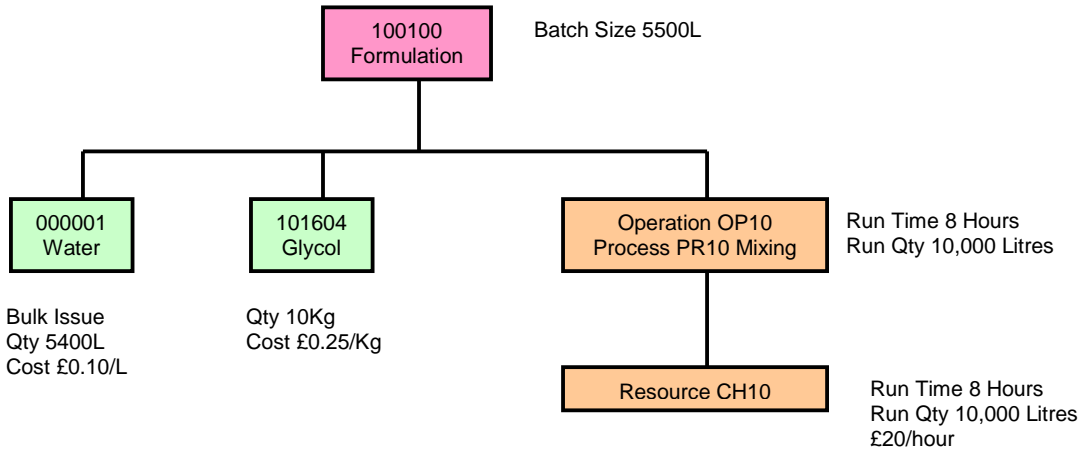 100100
Formulation
Batch Size 5500L
000001
Water
101604
Glycol
Operation OP10
Process PR10 Mixing
Run Time 8 Hours
Run Qty 10,000 Litres
Bulk Issue
Qty 5400L
Cost £0.10/L
Qty 10Kg
Cost £0.25/Kg
Resource CH10
Run Time 8 Hours
Run Qty 10,000 Litres
£20/hour